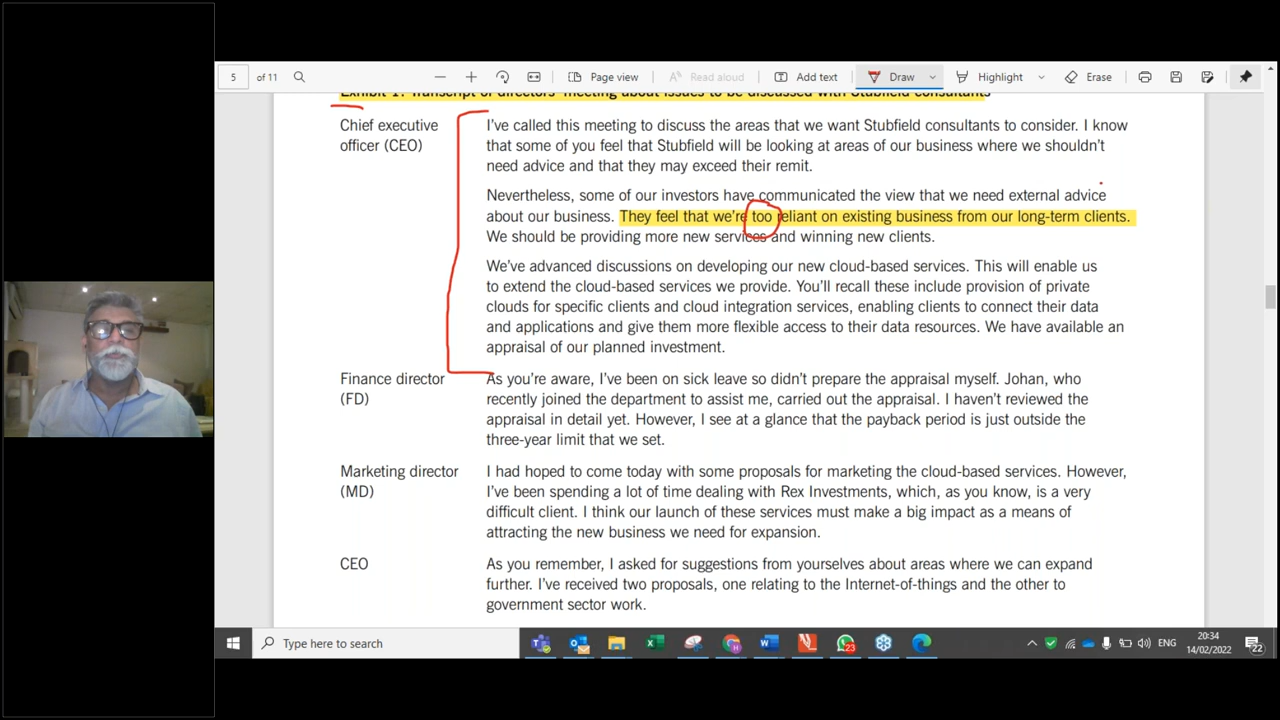 5 of 11
Page view
Read aloud
Add text
Draw
Highlight
Erase
Exhibit 1: Transcript of directors' meeting about issues to be discussed with Stubfield consultants
Chief executive officer (CEO)
I've called this meeting to discuss the areas that we want Stubfield consultants to consider. I know
that some of you feel that Stubfield will be looking at areas of our business where we shouldn't
need advice and that they may exceed their remit.
Nevertheless, some of our investors have communicated the view that we need external advice
about our business. They feel that we're too reliant on existing business from our long-term clients.
We should be providing more new services and winning new clients.
We've advanced discussions on developing our new cloud-based services. This will enable us
to extend the cloud-based services we provide. You'll recall these include provision of private
clouds for specific clients and cloud integration services, enabling clients to connect their data
and applications and give them more flexible access to their data resources. We have available an
appraisal of our planned investment.
Finance director (FD)
As you're aware, I've been on sick leave so didn't prepare the appraisal myself. Johan, who
recently joined the department to assist me, carried out the appraisal. I haven't reviewed the
appraisal in detail yet. However, I see at a glance that the payback period is just outside the
three-year limit that we set.
Marketing director (MD)
I had hoped to come today with some proposals for marketing the cloud-based services. However,
I've been spending a lot of time dealing with Rex Investments, which, as you know, is a very
difficult client. I think our launch of these services must make a big impact as a means of
attracting the new business we need for expansion.
CEO
As you remember, I asked for suggestions from yourselves about areas where we can expand
further. I've received two proposals, one relating to the Internet-of-things and the other to
government sector work.
Type here to search
23
ENG
20:34
14/02/2022
22